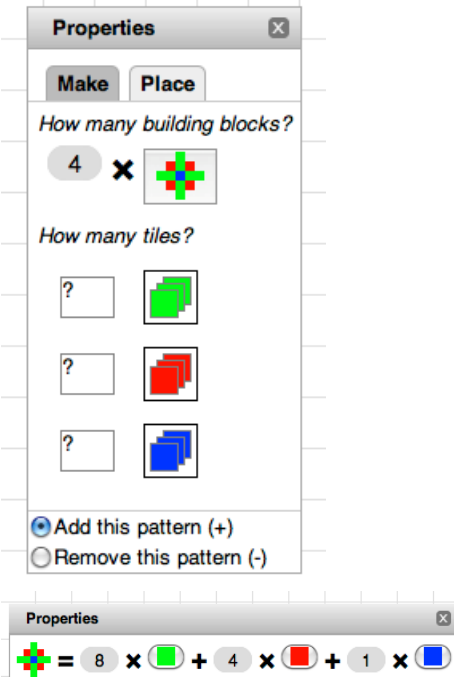 Properties
Make Place
How many building blocks?
4 ×
How many tiles?
?
?
?
Add this pattern (+)
Remove this pattern (-)
Properties
= 8 × + 4 × + 1 ×